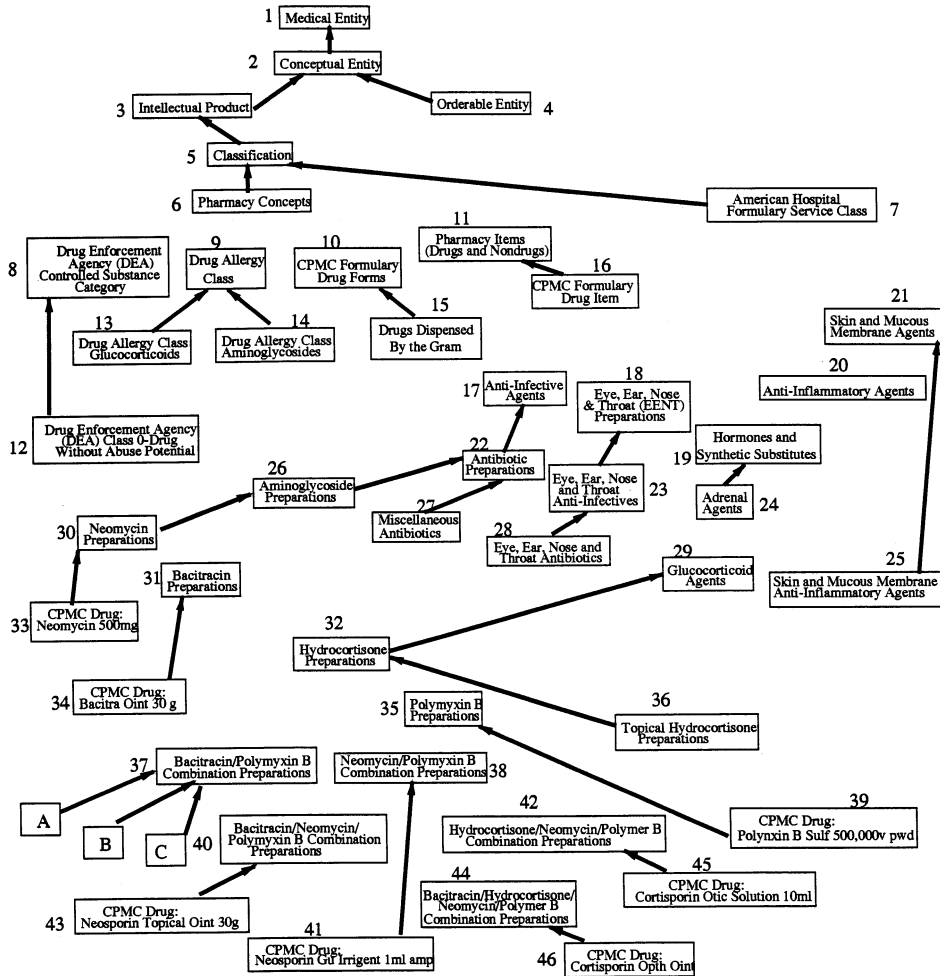 1
Medical Entity
2
Conceptual Entity
3
Intellectual Product
Orderable Entity
4
5
Classification
6
Pharmacy Concepts
American Hospital
Formulary Service Class
7
8
Drug Enforcement
Agency (DEA)
Controlled Substance
Category
9
Drug Allergy
Class
10
CPMC Formulary
Drug Forms
11
Pharmacy Items
(Drugs and Nondrugs)
16
CPMC Formulary
Drug Item
13
Drug Allergy Class
Glucocorticoids
14
Drug Allergy Class
Aminoglycosides
15
Drugs Dispensed
By the Gram
21
Skin and Mucous
Membrane Agents
20
Anti-Inflammatory Agents
17
Anti-Infective
Agents
18
Eye, Ear, Nose
& Throat (EENT)
Preparations
12
Drug Enforcement Agency
(DEA) Class 0-Drug
Without Abuse Potential
19
Hormones and
Synthetic Substitutes
22
Antibiotic
Preparations
26
Aminoglycoside
Preparations
Eye, Ear, Nose
and Throat
Anti-Infectives
23
Adrenal
Agents
24
27
Miscellaneous
Antibiotics
30
Neomycin
Preparations
28
Eye, Ear, Nose and
Throat Antibiotics
29
Glucocorticoid
Agents
25
Skin and Mucous Membrane
Anti-Inflammatory Agents
31
Bacitracin
Preparations
33
CPMC Drug:
Neomycin 500mg
32
Hydrocortisone
Preparations
34
CPMC Drug:
Bacitra Oint 30 g
35
Polymyxin B
Preparations
36
Topical Hydrocortisone
Preparations
37
Bacitracin/Polymyxin B
Combination Preparations
Neomycin/Polymyxin B
Combination Preparations
38
A
B
C
40
Bacitracin/Neomycin/
Polymyxin B Combination
Preparations
42
Hydrocortisone/Neomycin/Polymer B
Combination Preparations
39
CPMC Drug:
Polynxin B Sulf 500,000v pwd
44
Bacitracin/Hydrocortisone/
Neomycin/Polymer B
Combination Preparations
45
CPMC Drug:
Cortisporin Otic Solution 10ml
43
CPMC Drug:
Neosporin Topical Oint 30g
41
CPMC Drug:
Neosporin Gu Irrigent 1ml amp
46
CPMC Drug:
Cortisporin Opth Oint